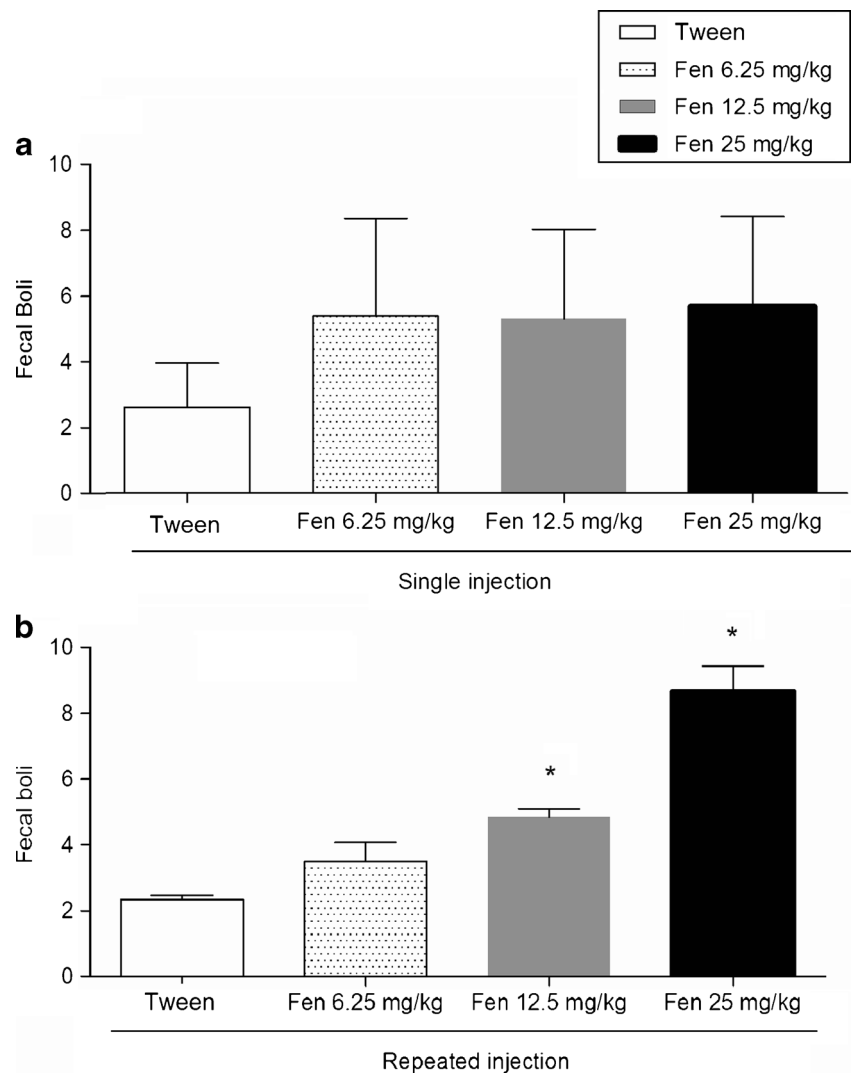 Tween
Fen 6.25 mg/kg
Fen 12.5 mg/kg
Fen 25 mg/kg
a
10
8
6
4
2
0
Fecal Boli
Tween Fen 6.25 mg/kg Fen 12.5 mg/kg Fen 25 mg/kg
Single injection
b
10
8
6
4
2
0
Fecal boli
*
*
Tween Fen 6.25 mg/kg Fen 12.5 mg/kg Fen 25 mg/kg
Repeated injection